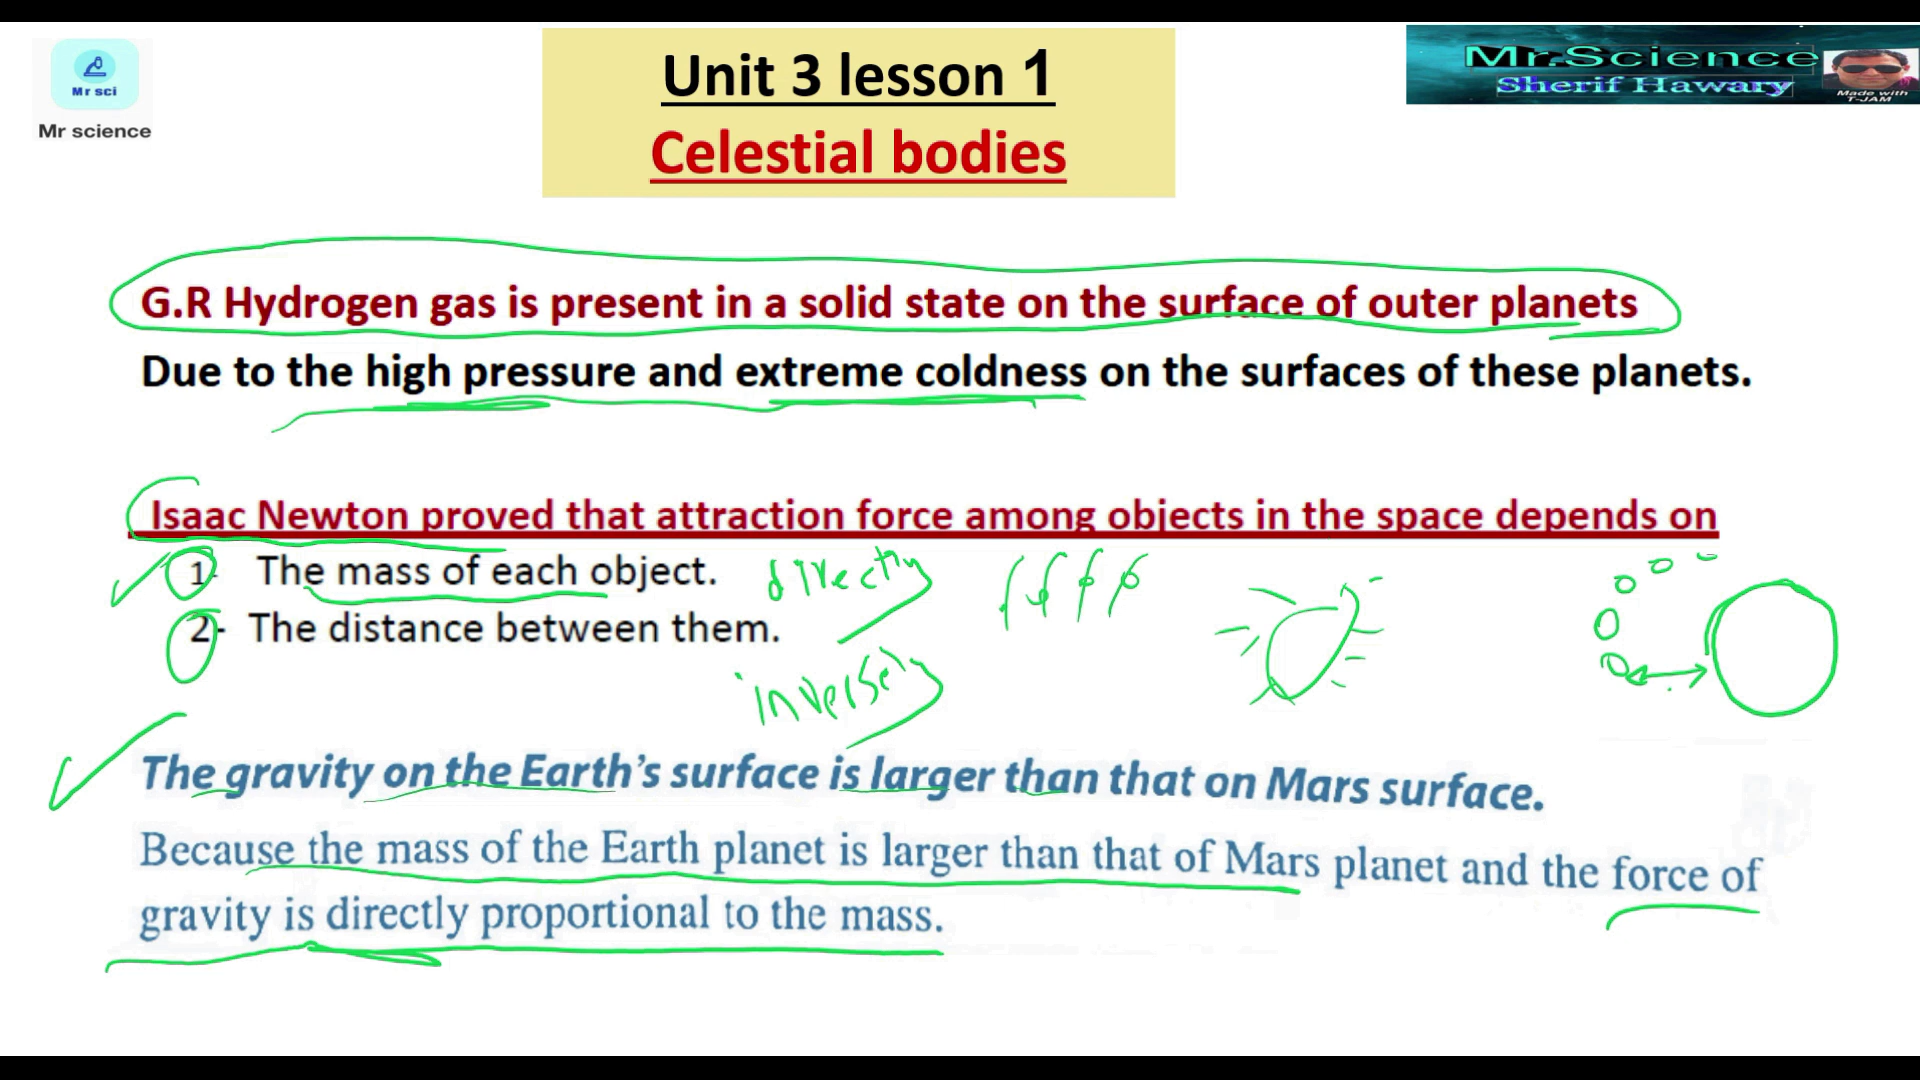 Mr sci
Mr science
Unit 3 lesson 1
Celestial bodies
Mr.Science
Sherif Hawary
Made with
T-JAM
G.R Hydrogen gas is present in a solid state on the surface of outer planets
Due to the high pressure and extreme coldness on the surfaces of these planets.
Isaac Newton proved that attraction force among objects in the space depends on
1- The mass of each object. directly
2- The distance between them.
inversely
The gravity on the Earth's surface is larger than that on Mars surface.
Because the mass of the Earth planet is larger than that of Mars planet and the force of
gravity is directly proportional to the mass.